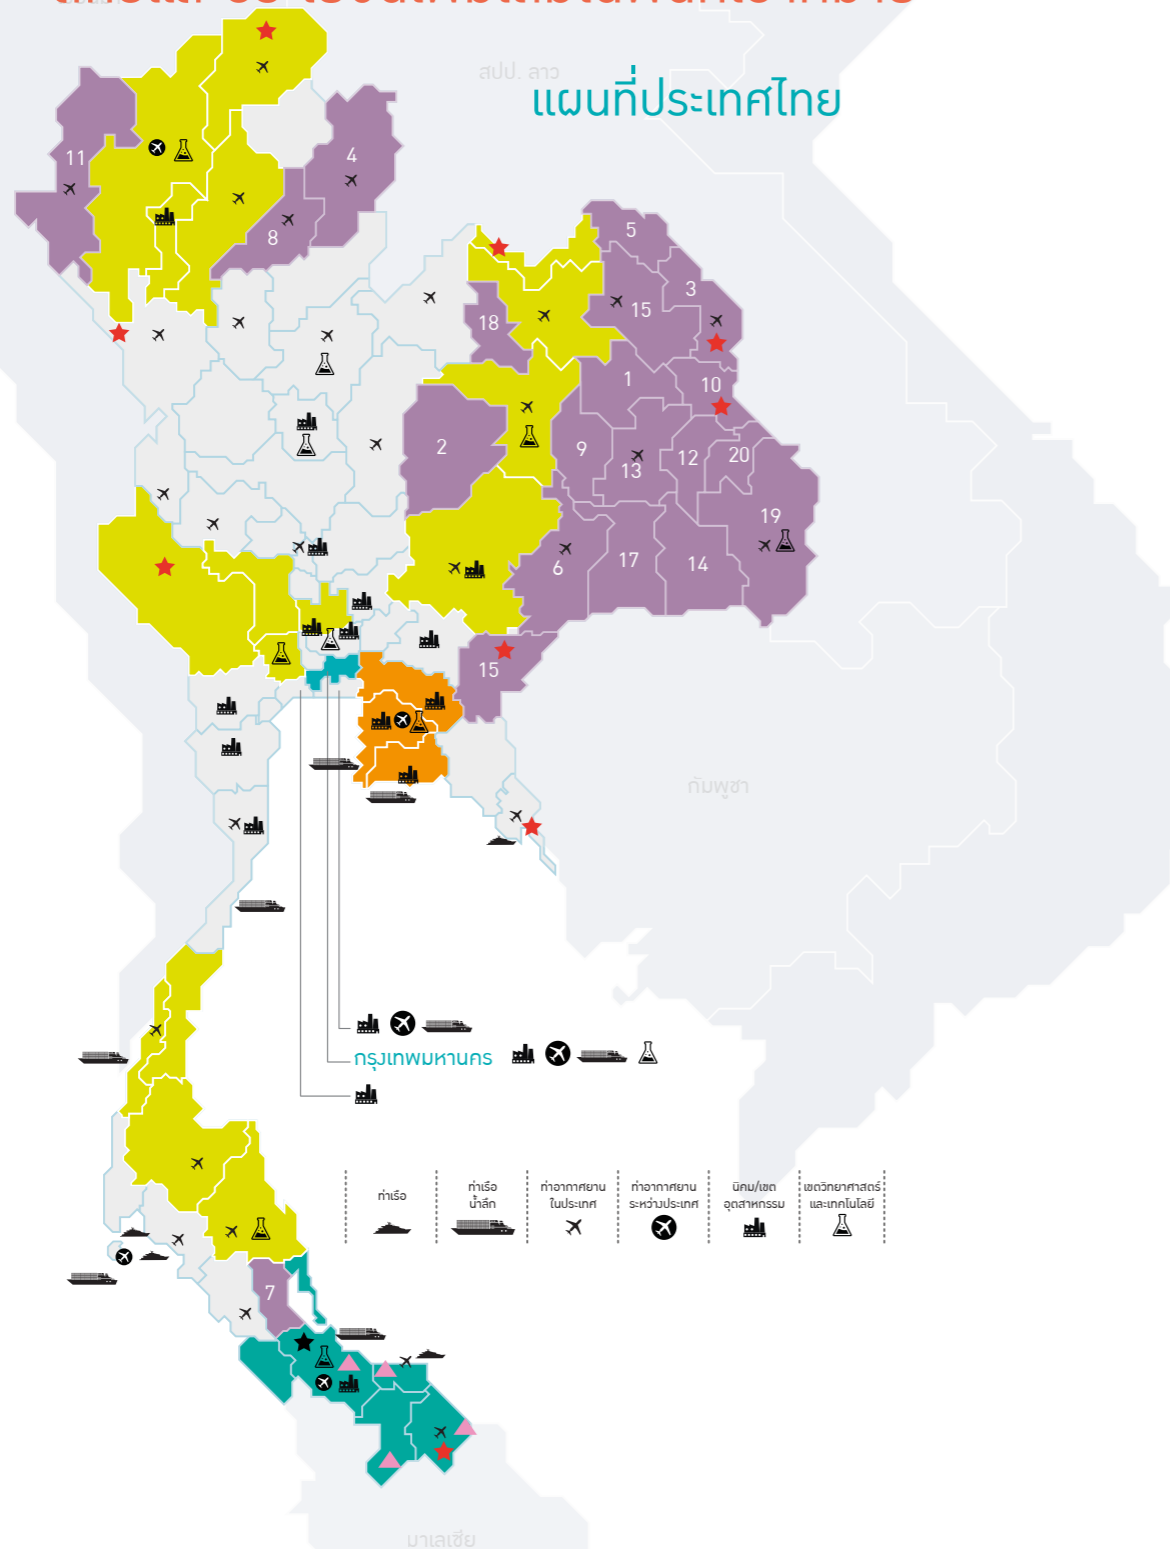 สปป. ลาว
แผนที่ประเทศไทย
11
4
8
5
3
15
18
1
10
2
9
13
12
20
19
6
17
14
15
กัมพูชา
กรุงเทพมหานคร
ท่าเรือ
ท่าเรือ
น้ำลึก
ท่าอากาศยาน
ในประเทศ
ท่าอากาศยาน
ระหว่างประเทศ
นิคม/เขต
อุตสาหกรรม
เขตวิทยาศาสตร์
และเทคโนโลยี
7
มาเลเซีย